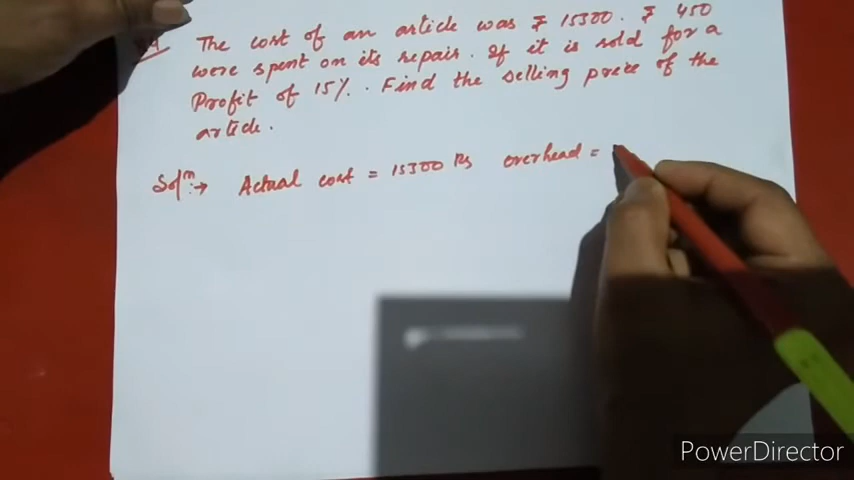 The cost of an article was ₹ 15300. ₹ 450
were spent on its repair. If it is sold for a
Profit of 15%. Find the selling price of the
article.
Solⁿ:→ Actual cost = 15300 Rs overhead =
PowerDirector